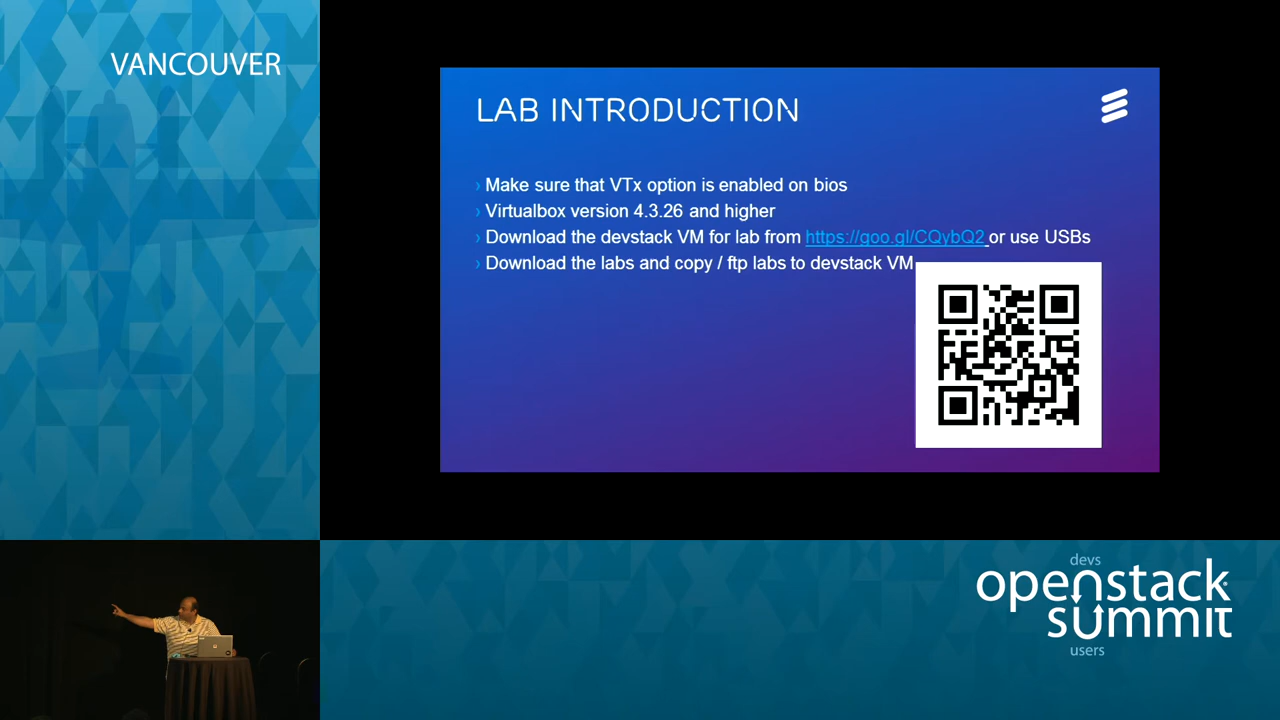 VANCOUVER
LAB INTRODUCTION
› Make sure that VTx option is enabled on bios
› Virtualbox version 4.3.26 and higher
› Download the devstack VM for lab from https://goo.gl/CQybQ2 or use USBs
› Download the labs and copy / ftp labs to devstack VM
devs
openstack
summit
users